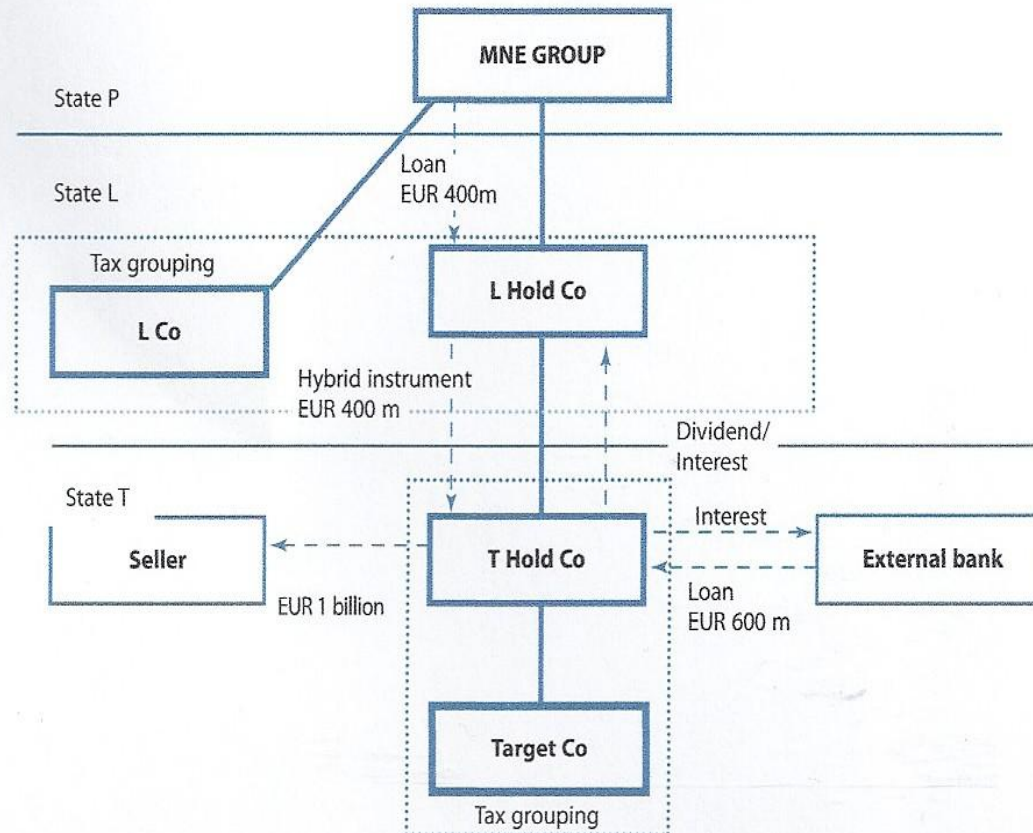 MNE GROUP
State P
Loan
EUR 400m
State L
Tax grouping
L Hold Co
L Co
Hybrid instrument
EUR 400 m
Dividend/
Interest
State T
Interest
Seller
T Hold Co
External bank
EUR 1 billion
Loan
EUR 600 m
Target Co
Tax grouping